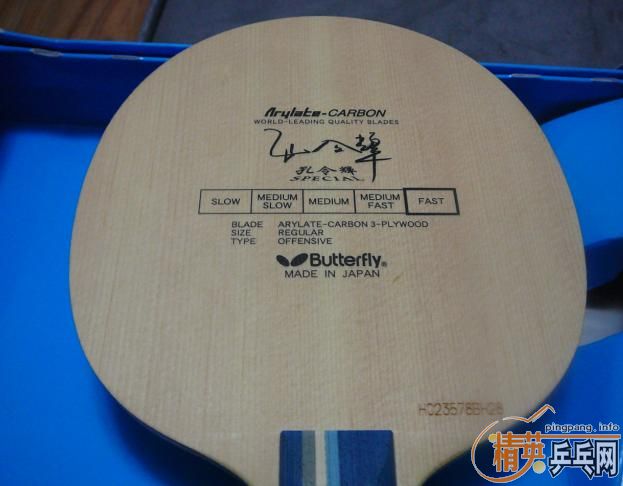 Arylate-CARBON
WORLD-LEADING QUALITY BLADES
孔令辉
SPECIAL
SLOW
MEDIUM SLOW
MEDIUM
MEDIUM FAST
FAST
BLADE ARYLATE-CARBON 3-PLYWOOD
SIZE REGULAR
TYPE OFFENSIVE
Butterfly®
MADE IN JAPAN
pingpang.info
精英乒乓网